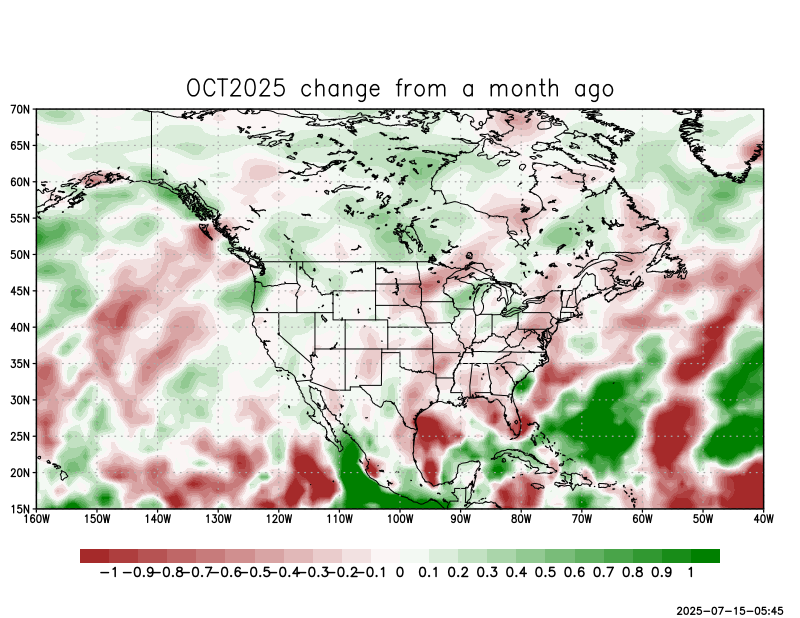 OCT2025 change from a month ago
70N
65N
60N
55N
50N
45N
40N
35N
30N
25N
20N
15N
160W 150W 140W 130W 120W 110W 100W 90W 80W 70W 60W 50W 40W
−1 −0.9 −0.8 −0.7 −0.6 −0.5 −0.4 −0.3 −0.2 −0.1 0 0.1 0.2 0.3 0.4 0.5 0.6 0.7 0.8 0.9 1
2025-07-15-05:45